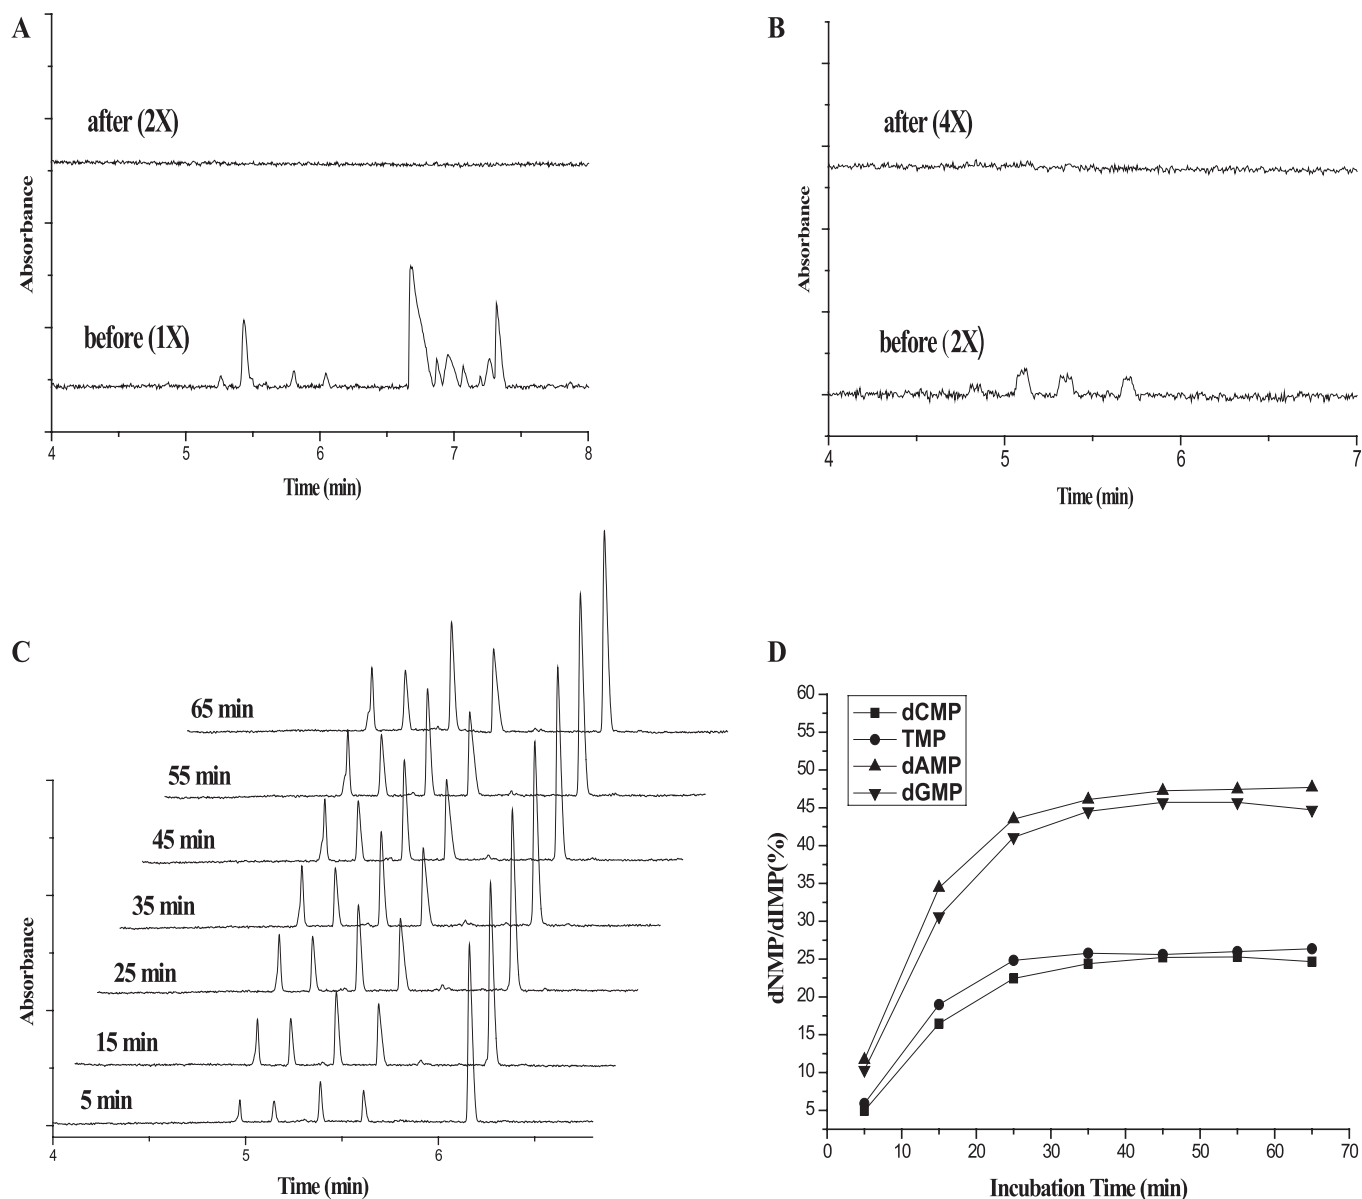 A
after (2X)
before (1X)
Absorbance
4 5 6 7 8
Time (min)
B
after (4X)
before (2X)
Absorbance
4 5 6 7
Time (min)
C
65 min
55 min
45 min
35 min
25 min
15 min
5 min
Absorbance
4 5 6
Time (min)
D
dCMP
TMP
dAMP
dGMP
60
55
50
45
40
35
30
25
20
15
10
5
dNMP/dIMP(%)
0 10 20 30 40 50 60 70
Incubation Time (min)